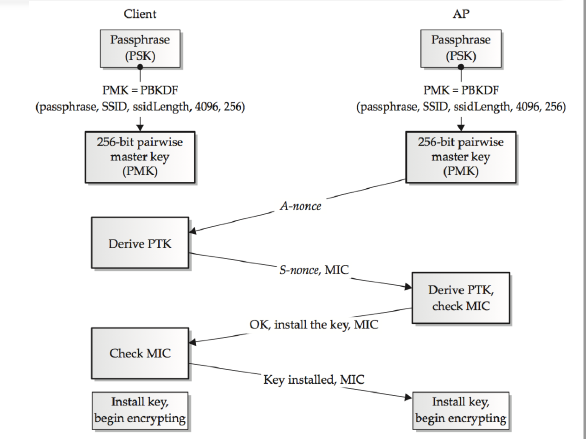 Client
AP
Passphrase
(PSK)
Passphrase
(PSK)
PMK = PBKDF
(passphrase, SSID, ssidLength, 4096, 256)
PMK = PBKDF
(passphrase, SSID, ssidLength, 4096, 256)
256-bit pairwise
master key
(PMK)
256-bit pairwise
master key
(PMK)
A-nonce
Derive PTK
S-nonce, MIC
Derive PTK,
check MIC
OK, install the key, MIC
Check MIC
Key installed, MIC
Install key,
begin encrypting
Install key,
begin encrypting